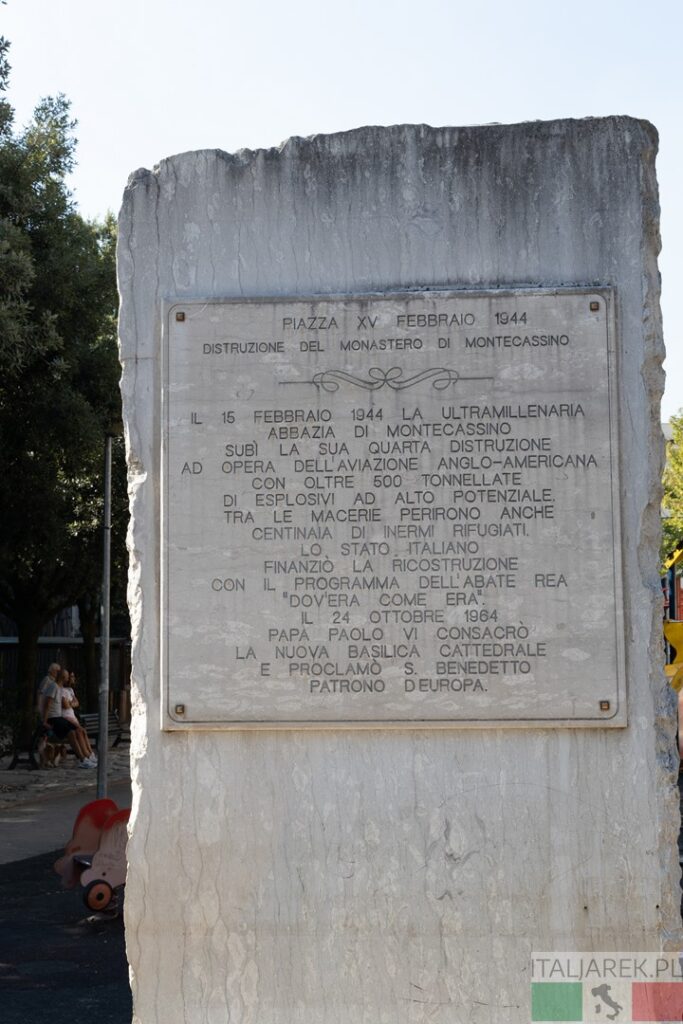 PIAZZA XV FEBBRAIO 1944
DISTRUZIONE DEL MONASTERO DI MONTECASSINO
IL 15 FEBBRAIO 1944 LA ULTRAMILLENARIA
ABBAZIA DI MONTECASSINO
SUBÌ LA SUA QUARTA DISTRUZIONE
AD OPERA DELL'AVIAZIONE ANGLO-AMERICANA
CON OLTRE 500 TONNELLATE
DI ESPLOSIVI AD ALTO POTENZIALE.
TRA LE MACERIE PERIRONO ANCHE
CENTINAIA DI INERMI RIFUGIATI.
LO STATO ITALIANO
FINANZIÒ LA RICOSTRUZIONE
CON IL PROGRAMMA DELL'ABATE REA
"DOV'ERA COME ERA".
IL 24 OTTOBRE 1964
PAPA PAOLO VI CONSACRÒ
LA NUOVA BASILICA CATTEDRALE
E PROCLAMÒ S. BENEDETTO
PATRONO D'EUROPA.
ITALJAREK.PL